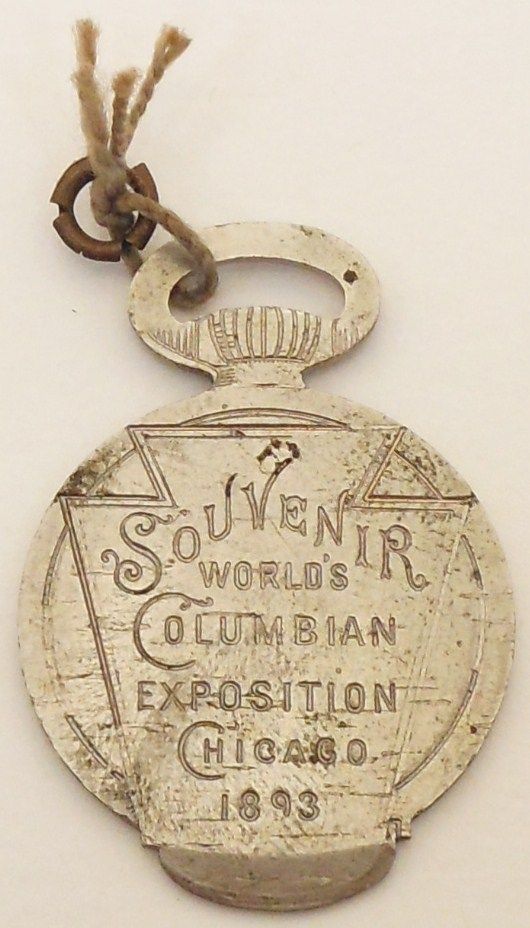 SOUVENIR
WORLD'S
COLUMBIAN
EXPOSITION
CHICAGO
1893